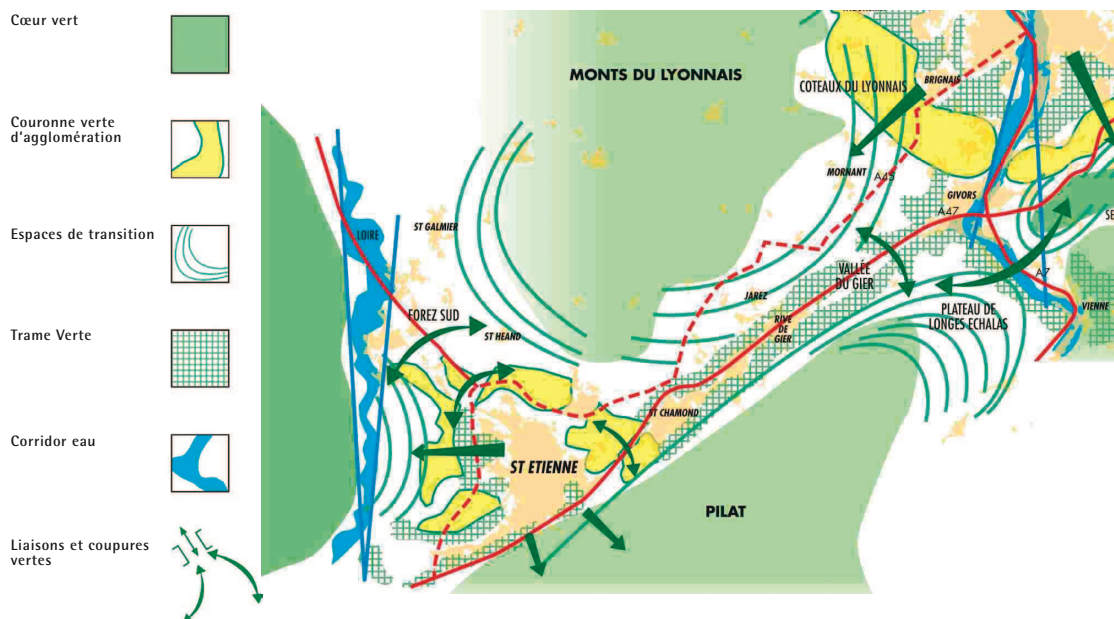 Cœur vert
Couronne verte
d'agglomération
Espaces de transition
Trame Verte
Corridor eau
Liaisons et coupures
vertes
MONTS DU LYONNAIS
COTEAUX DU LYONNAIS
BRIGNAIS
MORNANT
A45
GIVORS
A47
ST GALMIER
LOIRE
VALLÉE
DU GIER
A7
JAREZ
PLATEAU DE
LONGES ECHALAS
VIENNE
FOREZ SUD
ST HEAND
RIVE
DE
GIER
ST CHAMOND
ST ETIENNE
PILAT